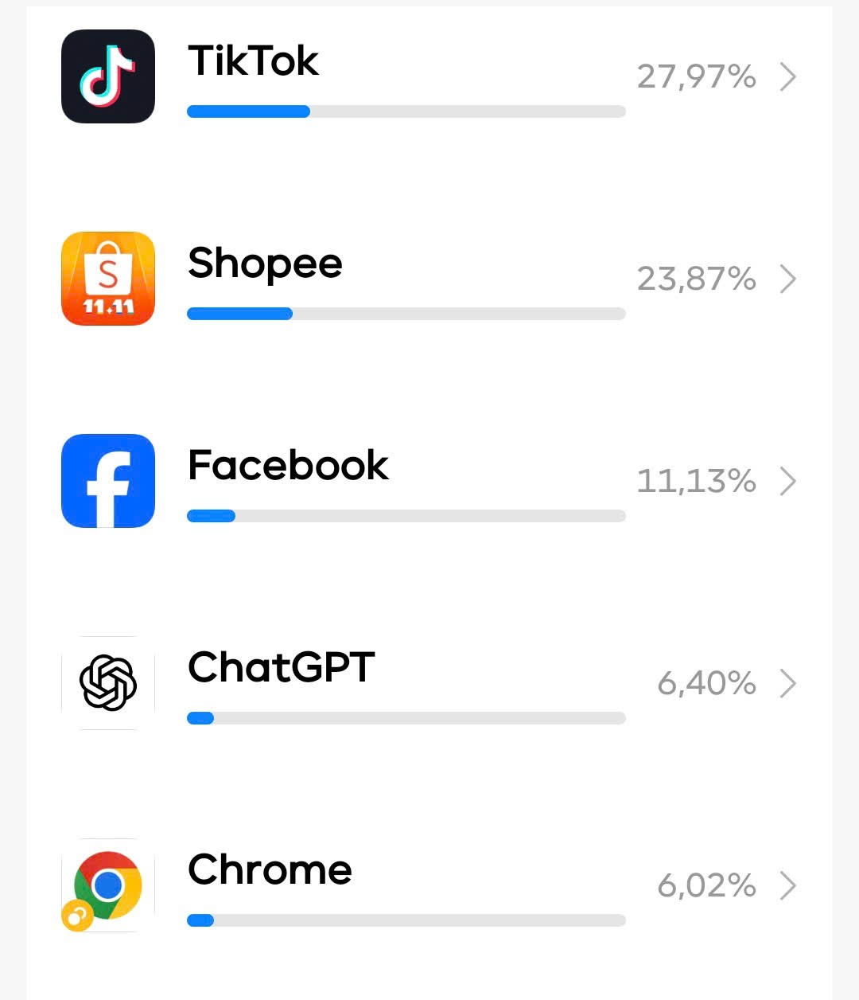 TikTok
27,97%
Shopee
23,87%
S
11.11
Facebook
11,13%
ChatGPT
6,40%
Chrome
6,02%